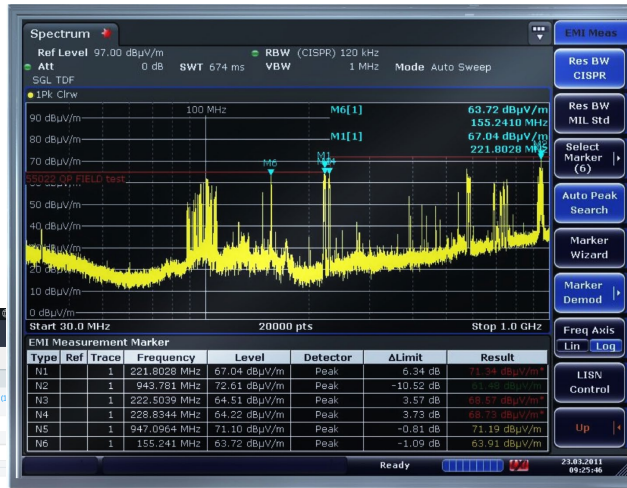 Spectrum
EMI Meas
Ref Level 97.00 dBµV/m
RBW (CISPR) 120 kHz
Att 0 dB SWT 674 ms VBW 1 MHz Mode Auto Sweep
SGL TDF
1Pk Clrw
100 MHz
M6[1] 63.72 dBµV/m
155.2410 MHz
M1[1] 67.04 dBµV/m
221.8028
90 dBµV/m
80 dBµV/m
70 dBµV/m
M6
M1
55022 QP FIELD test
50 dBµV/m
40 dBµV/m
20 dBµV/m
10 dBµV/m
0 dBµV/m
Start 30.0 MHz 20000 pts Stop 1.0 GHz
EMI Measurement Marker
Type Ref Trace Frequency Level Detector ΔLimit Result
N1 1 221.8028 MHz 67.04 dBµV/m Peak 6.34 dB 71.34 dBµV/m*
N2 1 943.781 MHz 72.61 dBµV/m Peak -10.52 dB 61.48 dBµV/m
N3 1 222.5039 MHz 64.51 dBµV/m Peak 3.57 dB 68.57 dBµV/m*
N4 1 228.8344 MHz 64.22 dBµV/m Peak 3.73 dB 68.73 dBµV/m*
N5 1 947.0964 MHz 71.10 dBµV/m Peak -0.81 dB 71.19 dBµV/m
N6 1 155.241 MHz 63.72 dBµV/m Peak -1.09 dB 63.91 dBµV/m
Ready
23.03.2011
09:25:46
Res BW
CISPR
Res BW
MIL Std
Select
Marker
(6)
Auto Peak
Search
Marker
Wizard
Marker
Demod
Freq Axis
Lin Log
LISN
Control
Up